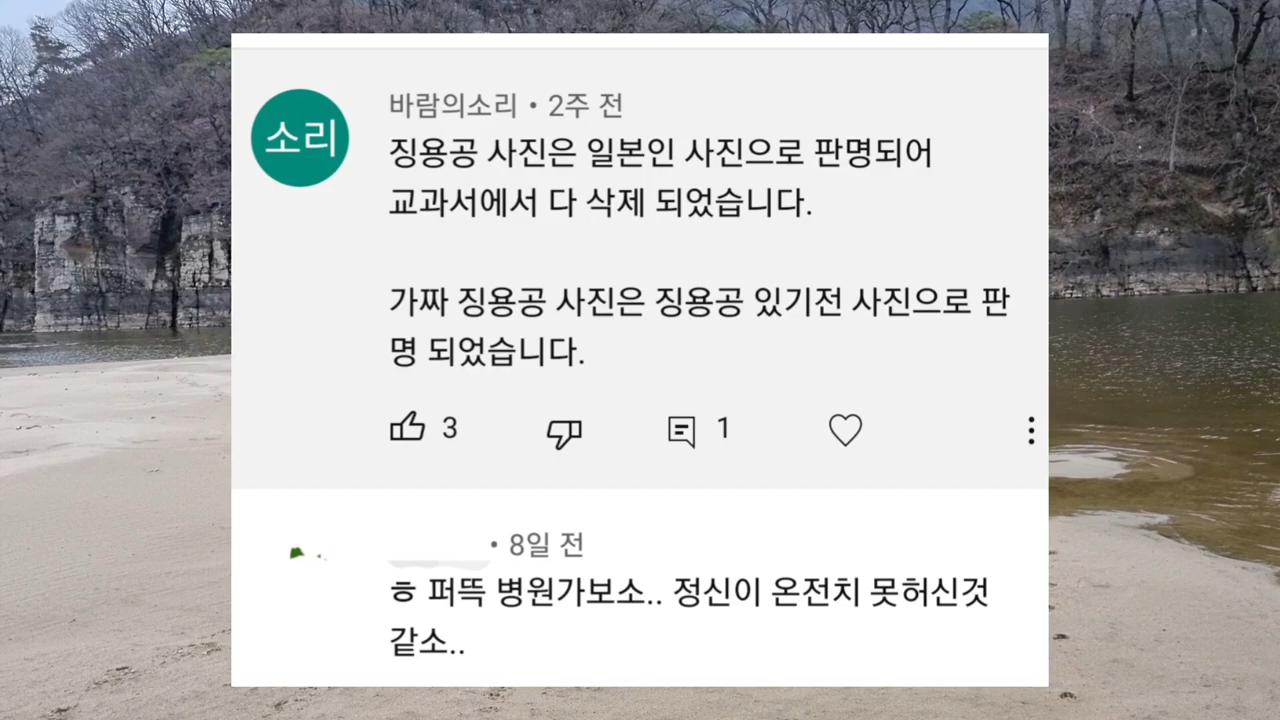 소리
바람의소리 • 2주 전
징용공 사진은 일본인 사진으로 판명되어
교과서에서 다 삭제 되었습니다.
가짜 징용공 사진은 징용공 있기전 사진으로 판
명 되었습니다.
3
1
• 8일 전
ㅎ 퍼뜩 병원가보소.. 정신이 온전치 못허신것
같소..